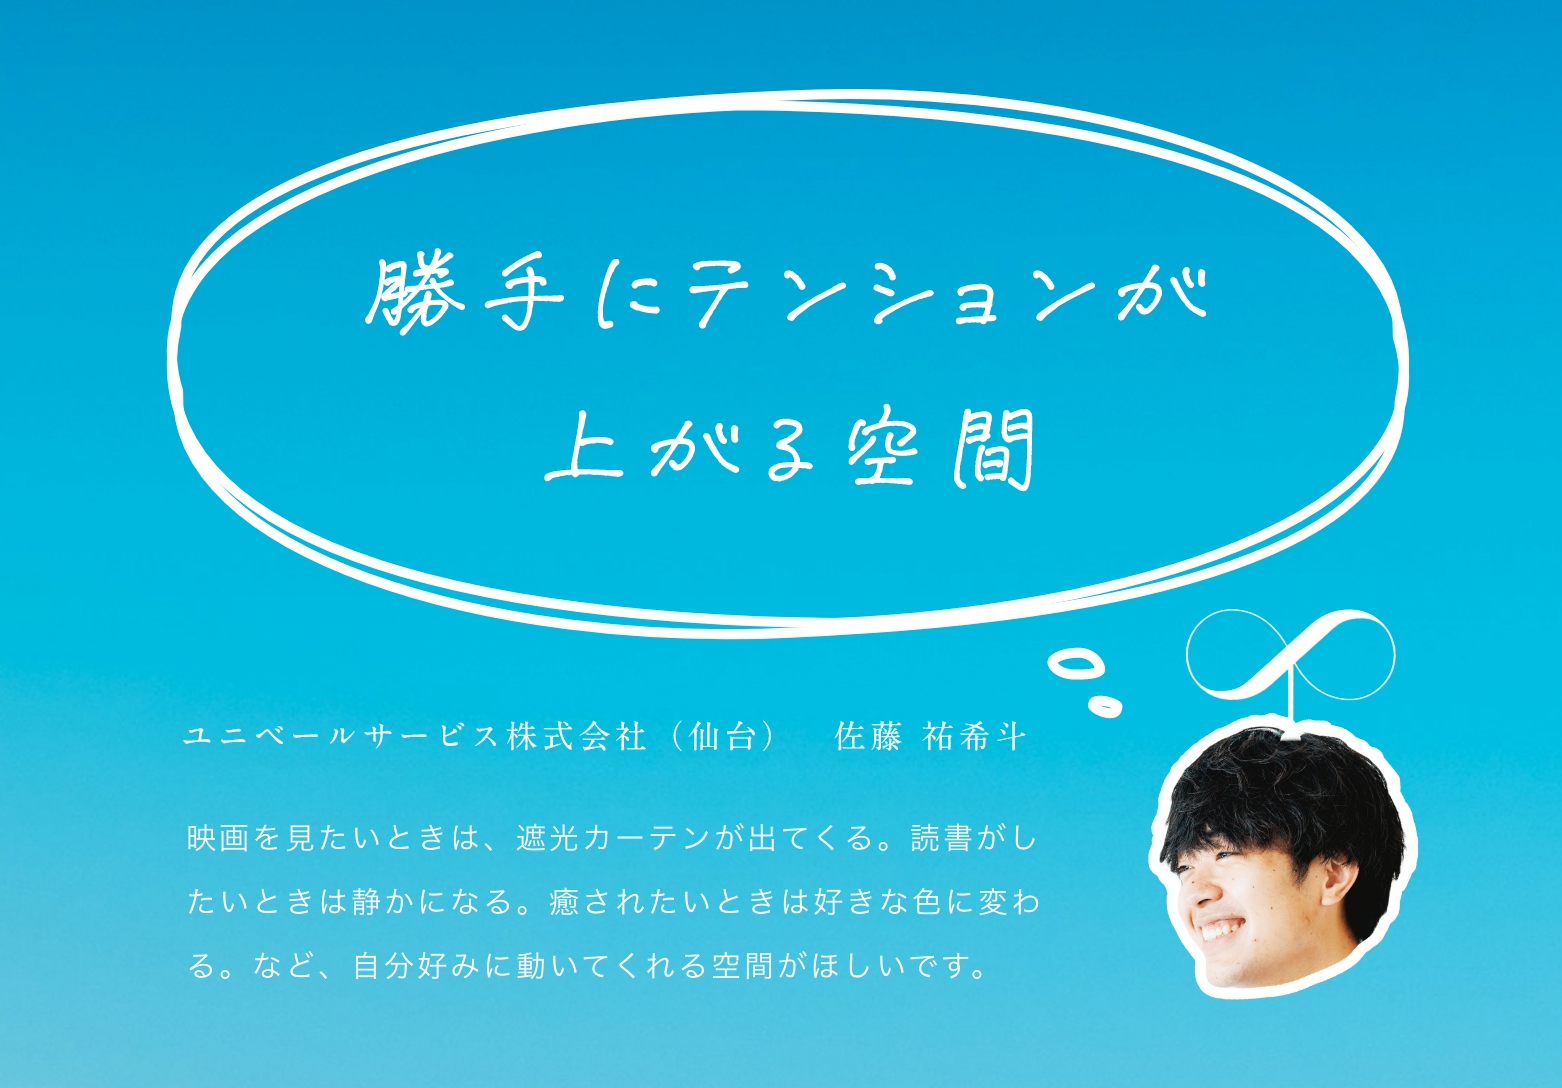 勝手にテンションが
上がる空間
ユニベールサービス株式会社（仙台）　佐藤 祐希斗
映画を見たいときは、遮光カーテンが出てくる。読書がし
たいときは静かになる。癒されたいときは好きな色に変わ
る。など、自分好みに動いてくれる空間がほしいです。